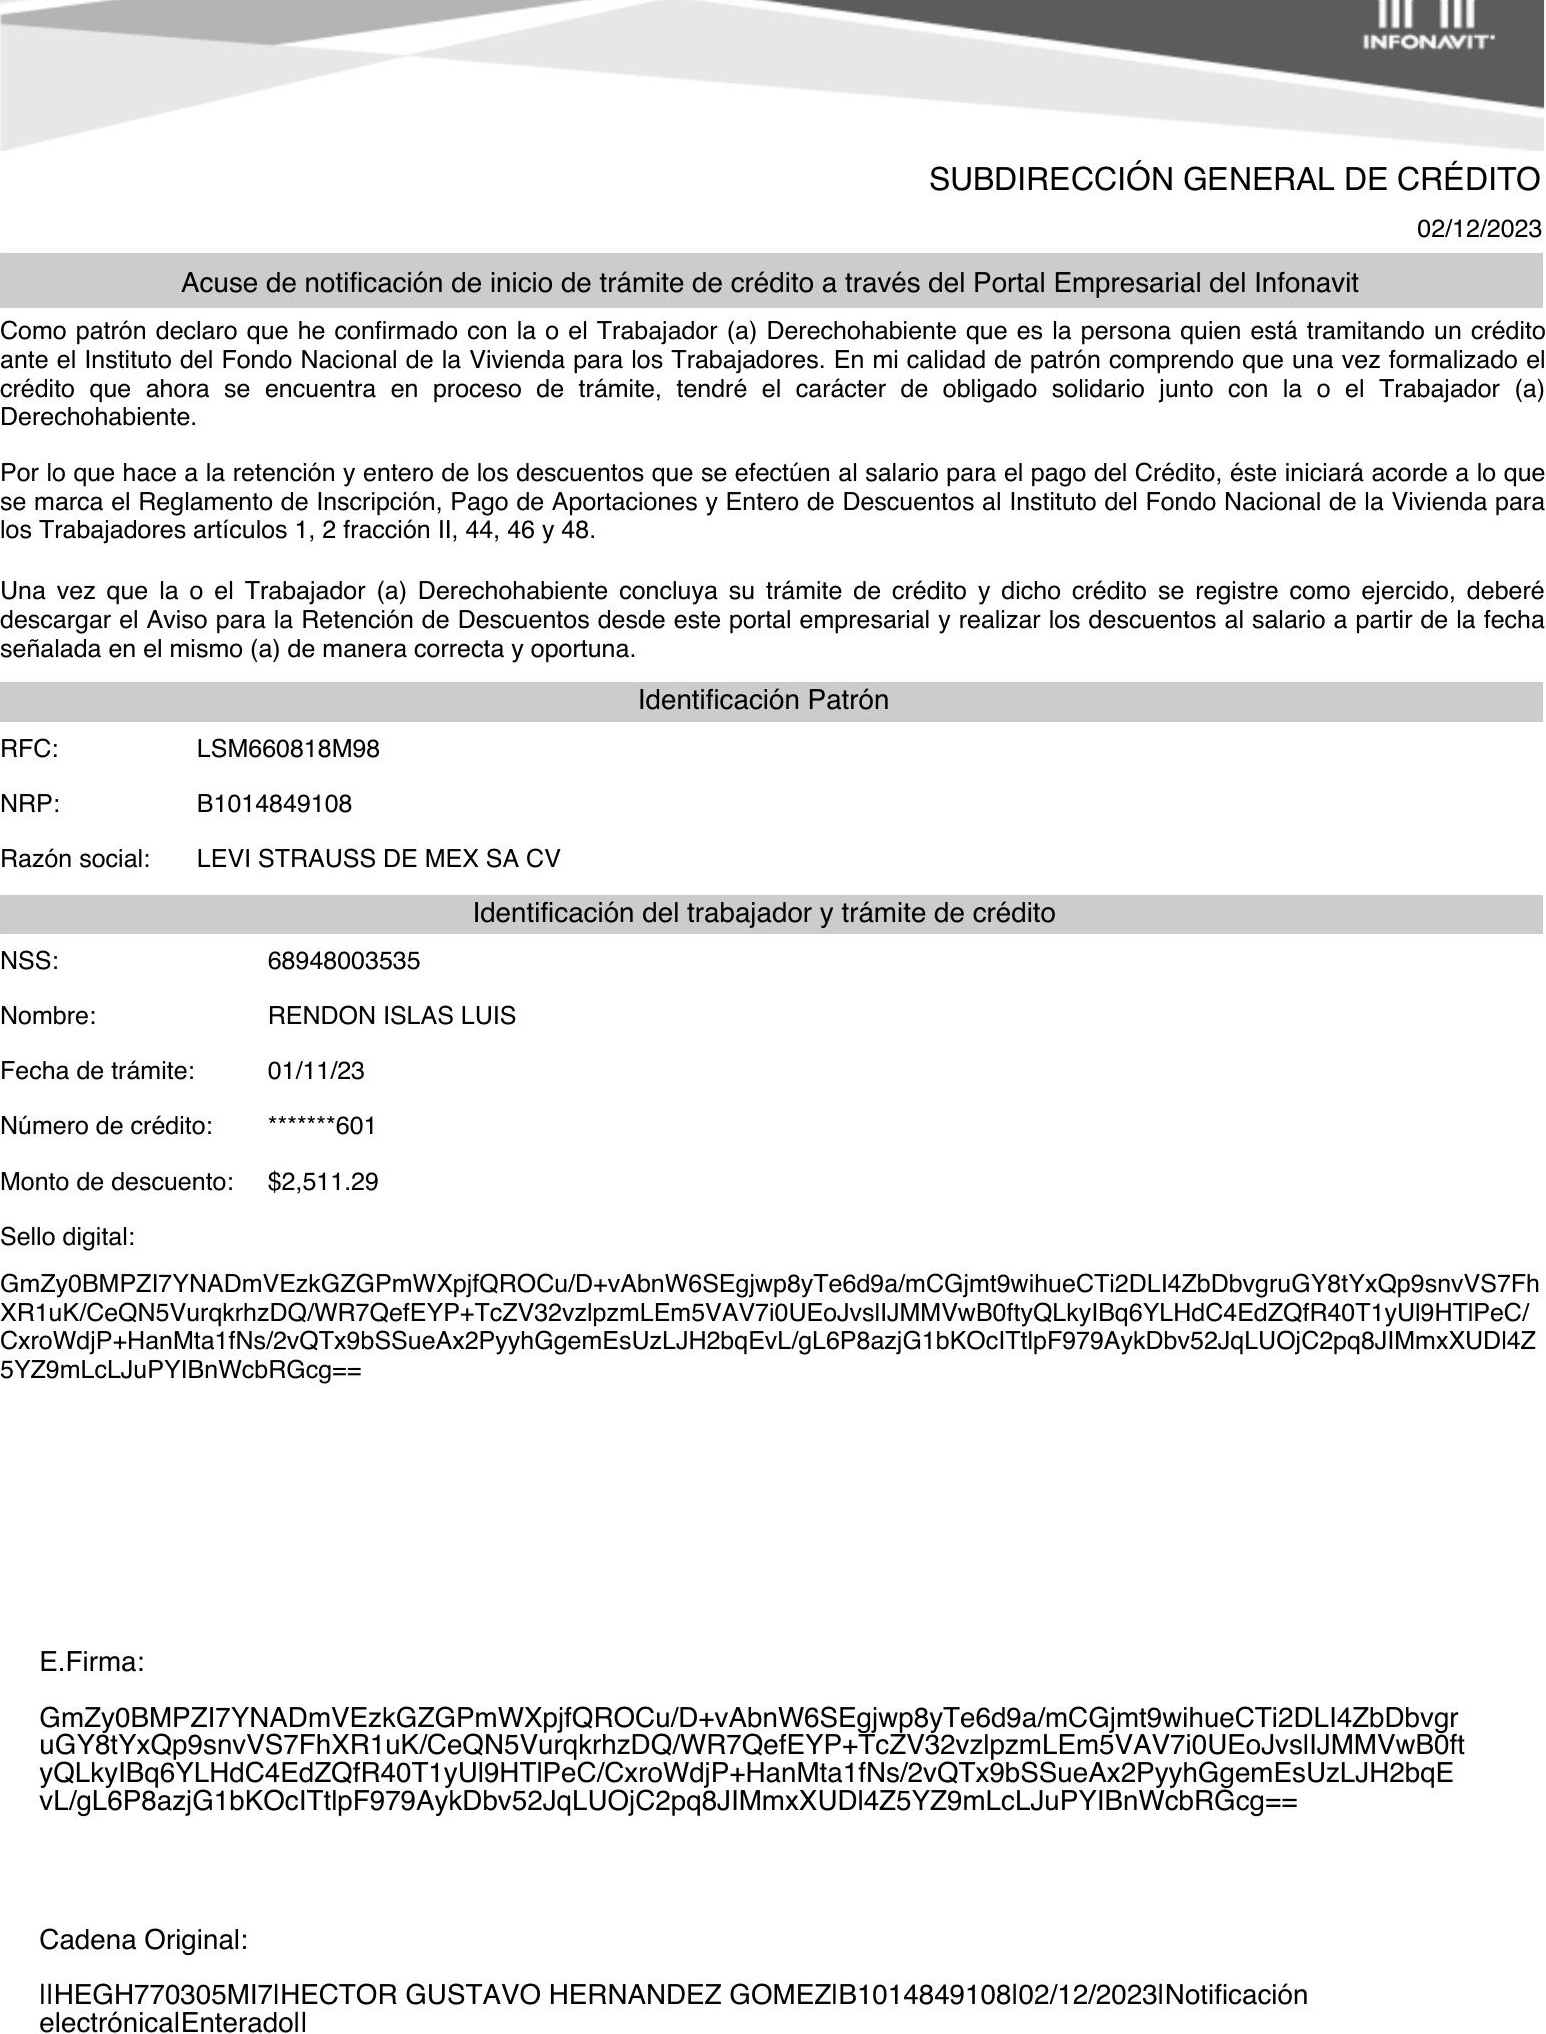 INFONAVIT
SUBDIRECCIÓN GENERAL DE CRÉDITO
02/12/2023
Acuse de notificación de inicio de trámite de crédito a través del Portal Empresarial del Infonavit
Como patrón declaro que he confirmado con la o el Trabajador (a) Derechohabiente que es la persona quien está tramitando un crédito
ante el Instituto del Fondo Nacional de la Vivienda para los Trabajadores. En mi calidad de patrón comprendo que una vez formalizado el
crédito que ahora se encuentra en proceso de trámite, tendré el carácter de obligado solidario junto con la o el Trabajador (a)
Derechohabiente.
Por lo que hace a la retención y entero de los descuentos que se efectúen al salario para el pago del Crédito, éste iniciará acorde a lo que
se marca el Reglamento de Inscripción, Pago de Aportaciones y Entero de Descuentos al Instituto del Fondo Nacional de la Vivienda para
los Trabajadores artículos 1, 2 fracción II, 44, 46 y 48.
Una vez que la o el Trabajador (a) Derechohabiente concluya su trámite de crédito y dicho crédito se registre como ejercido, deberé
descargar el Aviso para la Retención de Descuentos desde este portal empresarial y realizar los descuentos al salario a partir de la fecha
señalada en el mismo (a) de manera correcta y oportuna.
Identificación Patrón
RFC: LSM660818M98
NRP: B1014849108
Razón social: LEVI STRAUSS DE MEX SA CV
Identificación del trabajador y trámite de crédito
NSS: 68948003535
Nombre: RENDON ISLAS LUIS
Fecha de trámite: 01/11/23
Número de crédito: *******601
Monto de descuento: $2,511.29
Sello digital:
GmZy0BMPZI7YNADmVEzkGZGPmWXpjfQROCu/D+vAbnW6SEgjwp8yTe6d9a/mCGjmt9wihueCTi2DLI4ZbDbvgruGY8tYxQp9snvVS7Fh
XR1uK/CeQN5VurqkrhzDQ/WR7QefEYP+TcZV32vzlpzmLEm5VAV7i0UEoJvslIJMMVwB0ftyQLkyIBq6YLHdC4EdZQfR40T1yUl9HTlPeC/
CxroWdjP+HanMta1fNs/2vQTx9bSSueAx2PyyhGgemEsUzLJH2bqEvL/gL6P8azjG1bKOcITtlpF979AykDbv52JqLUOjC2pq8JIMmxXUDl4Z
5YZ9mLcLJuPYIBnWcbRGcg==
E.Firma:
GmZy0BMPZI7YNADmVEzkGZGPmWXpjfQROCu/D+vAbnW6SEgjwp8yTe6d9a/mCGjmt9wihueCTi2DLI4ZbDbvgr
uGY8tYxQp9snvVS7FhXR1uK/CeQN5VurqkrhzDQ/WR7QefEYP+TcZV32vzlpzmLEm5VAV7i0UEoJvslIJMMVwB0ft
yQLkyIBq6YLHdC4EdZQfR40T1yUl9HTlPeC/CxroWdjP+HanMta1fNs/2vQTx9bSSueAx2PyyhGgemEsUzLJH2bqE
vL/gL6P8azjG1bKOcITtlpF979AykDbv52JqLUOjC2pq8JIMmxXUDl4Z5YZ9mLcLJuPYIBnWcbRGcg==
Cadena Original:
||HEGH770305MI7|HECTOR GUSTAVO HERNANDEZ GOMEZ|B1014849108|02/12/2023|Notificación
electrónica|Enterado||